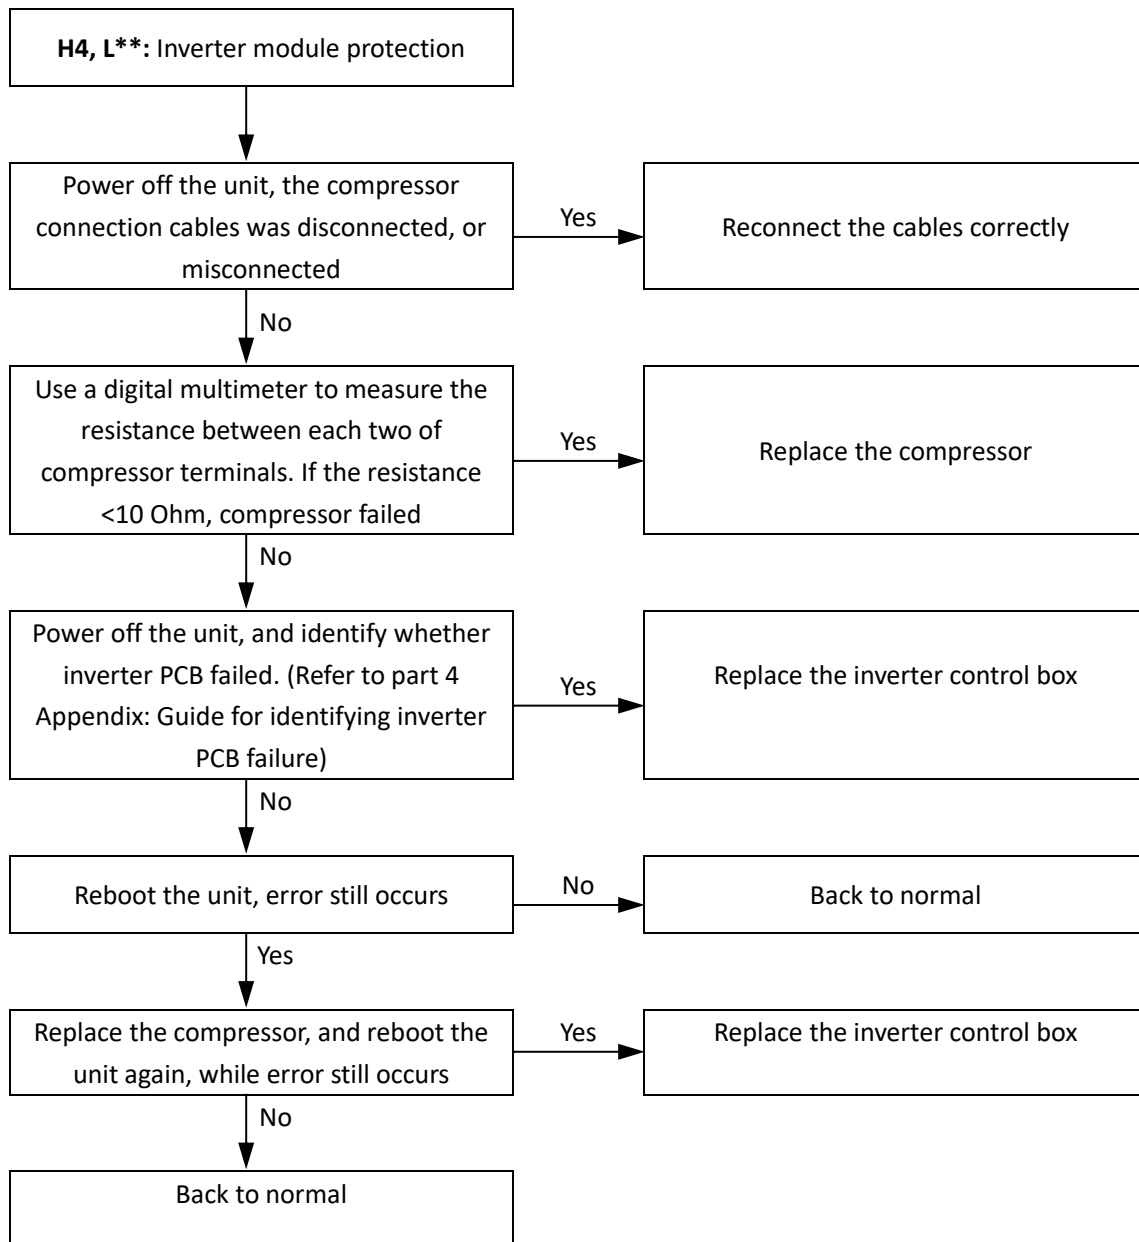 H4, L**: Inverter module protection
Power off the unit, the compressor
connection cables was disconnected, or
misconnected
Yes
Reconnect the cables correctly
No
Use a digital multimeter to measure the
resistance between each two of
compressor terminals. If the resistance
<10 Ohm, compressor failed
Yes
Replace the compressor
No
Power off the unit, and identify whether
inverter PCB failed. (Refer to part 4
Appendix: Guide for identifying inverter
PCB failure)
Yes
Replace the inverter control box
No
Reboot the unit, error still occurs
No
Back to normal
Yes
Replace the compressor, and reboot the
unit again, while error still occurs
Yes
Replace the inverter control box
No
Back to normal